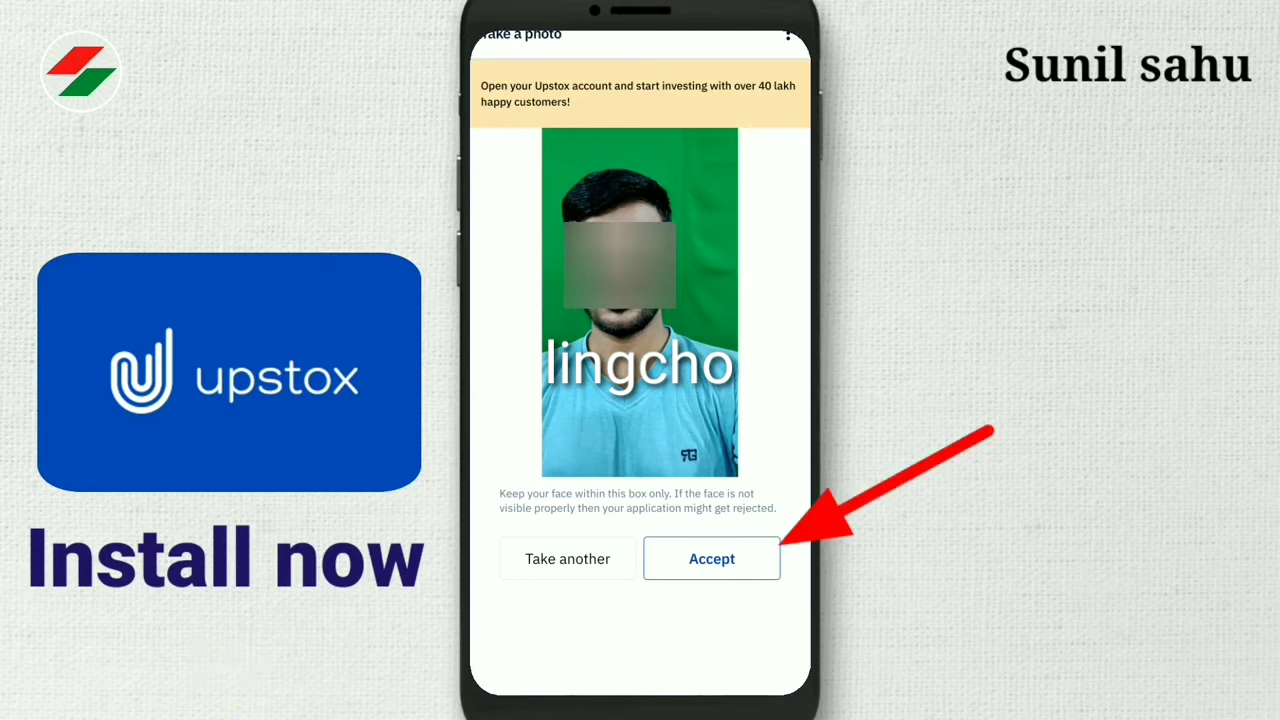 Take a photo
Sunil sahu
Open your Upstox account and start investing with over 40 lakh
happy customers!
lingcho
upstox
Keep your face within this box only. If the face is not
visible properly then your application might get rejected.
Take another
Accept
Install now